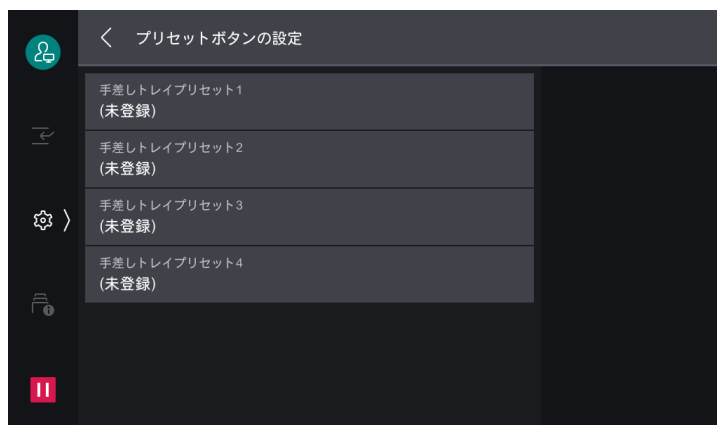 プリセットボタンの設定
手差しトレイプリセット1
(未登録)
手差しトレイプリセット2
(未登録)
手差しトレイプリセット3
(未登録)
手差しトレイプリセット4
(未登録)